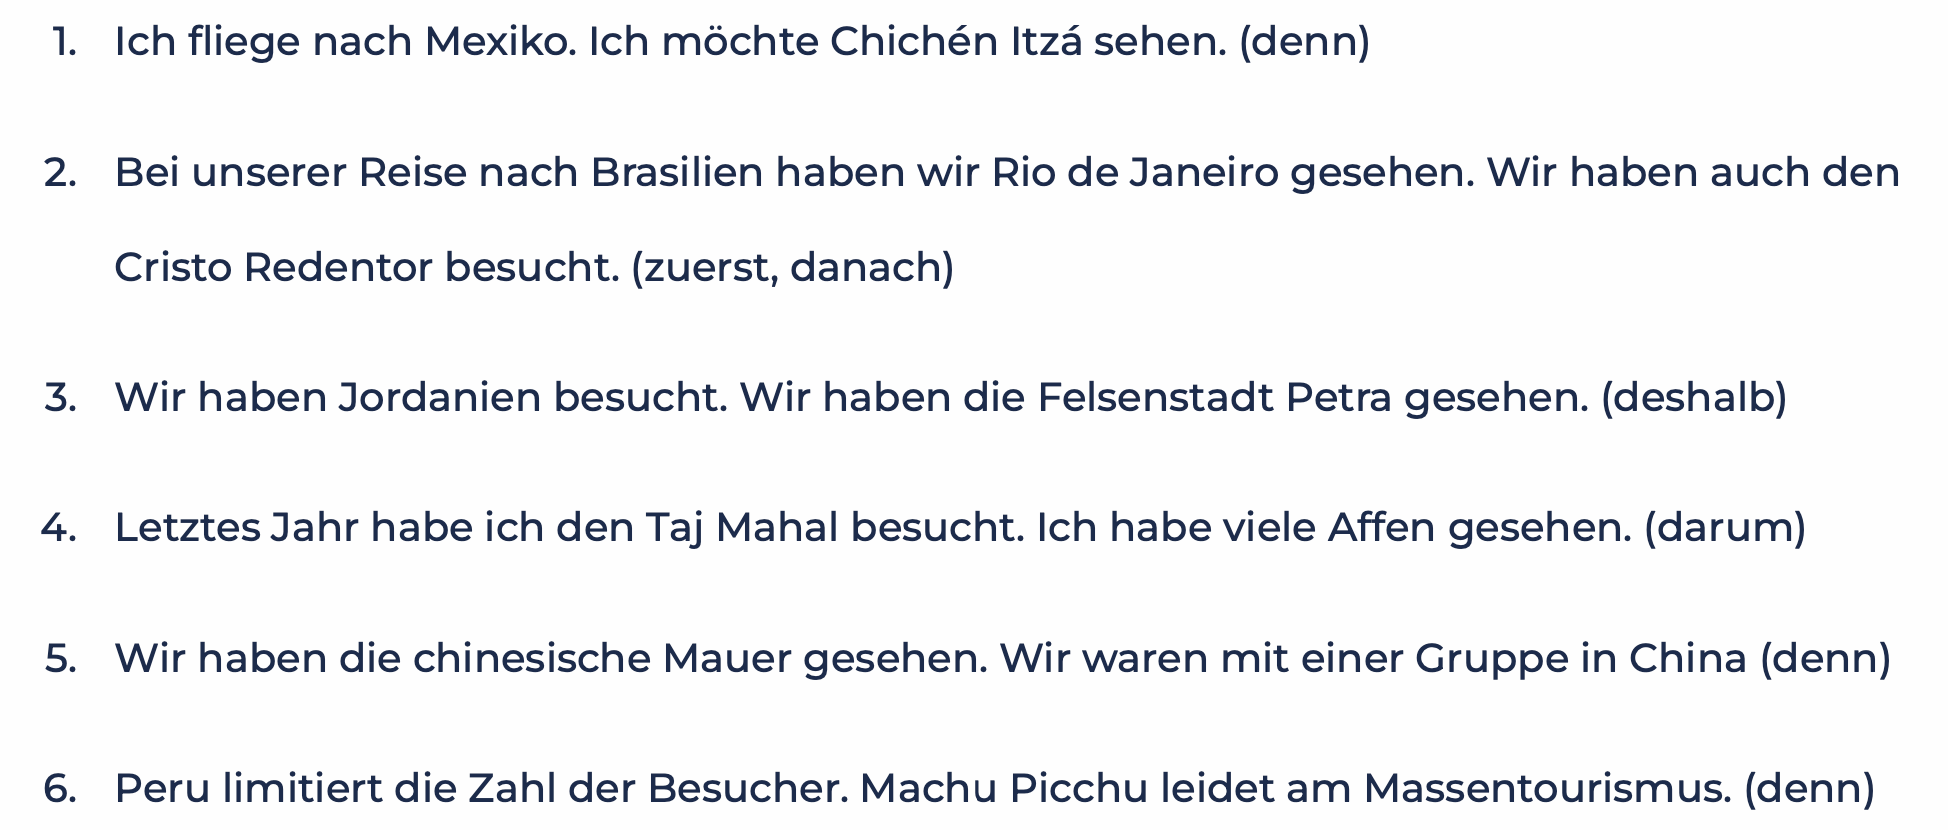 1. Ich fliege nach Mexiko. Ich möchte Chichén Itzá sehen. (denn)
2. Bei unserer Reise nach Brasilien haben wir Rio de Janeiro gesehen. Wir haben auch den
Cristo Redentor besucht. (zuerst, danach)
3. Wir haben Jordanien besucht. Wir haben die Felsenstadt Petra gesehen. (deshalb)
4. Letztes Jahr habe ich den Taj Mahal besucht. Ich habe viele Affen gesehen. (darum)
5. Wir haben die chinesische Mauer gesehen. Wir waren mit einer Gruppe in China (denn)
6. Peru limitiert die Zahl der Besucher. Machu Picchu leidet am Massentourismus. (denn)